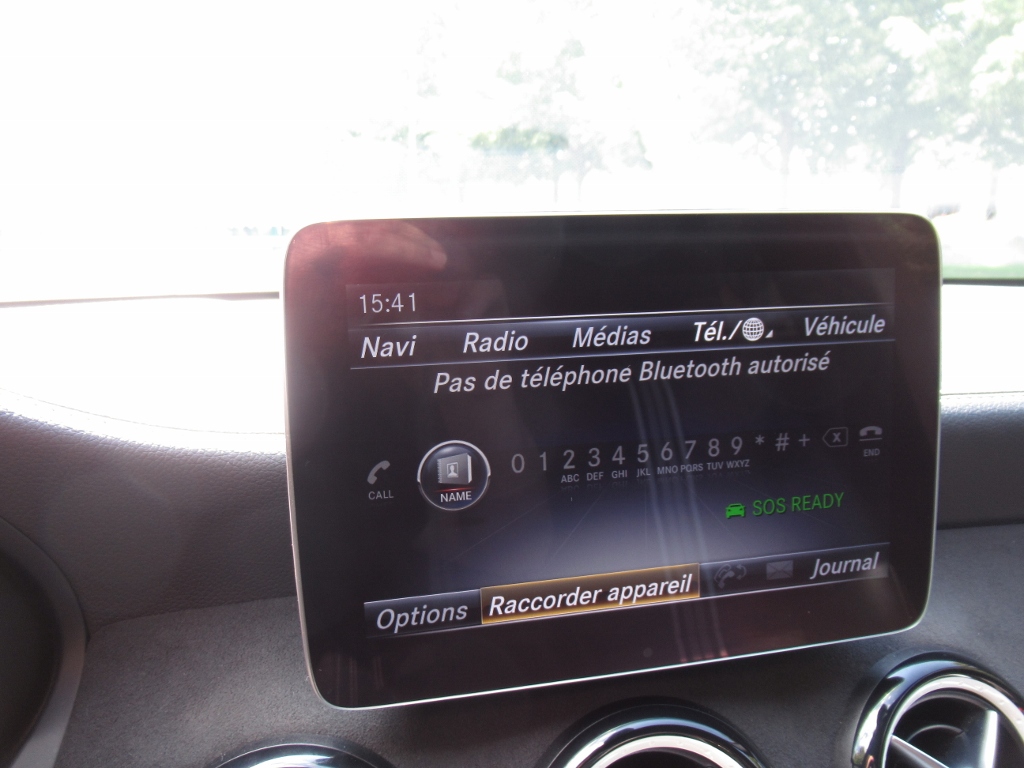 15:41
Navi Radio Médias Tél./ Véhicule
Pas de téléphone Bluetooth autorisé
CALL NAME 0 1 2 3 4 5 6 7 8 9 * # + X END
ABC DEF GHI JKL MNO PQRS TUV WXYZ
SOS READY
Options Raccorder appareil Journal